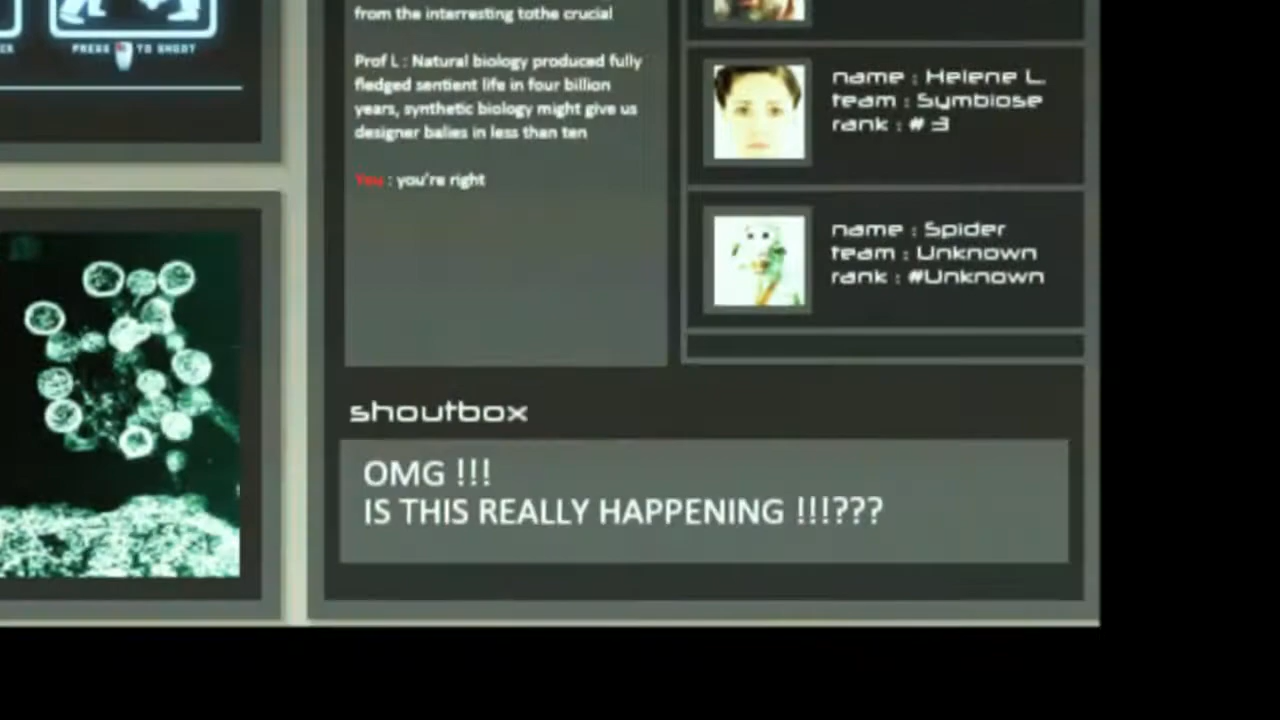 PRESS TO SHOOT
from the interresting tothe crucial
Prof L : Natural biology produced fully
fledged sentient life in four billion
years, synthetic biology might give us
designer balies in less than ten
You : you're right
name : Helene L.
team : Symbiose
rank : # 3
name : Spider
team : Unknown
rank : #Unknown
shoutbox
OMG !!!
IS THIS REALLY HAPPENING !!!???